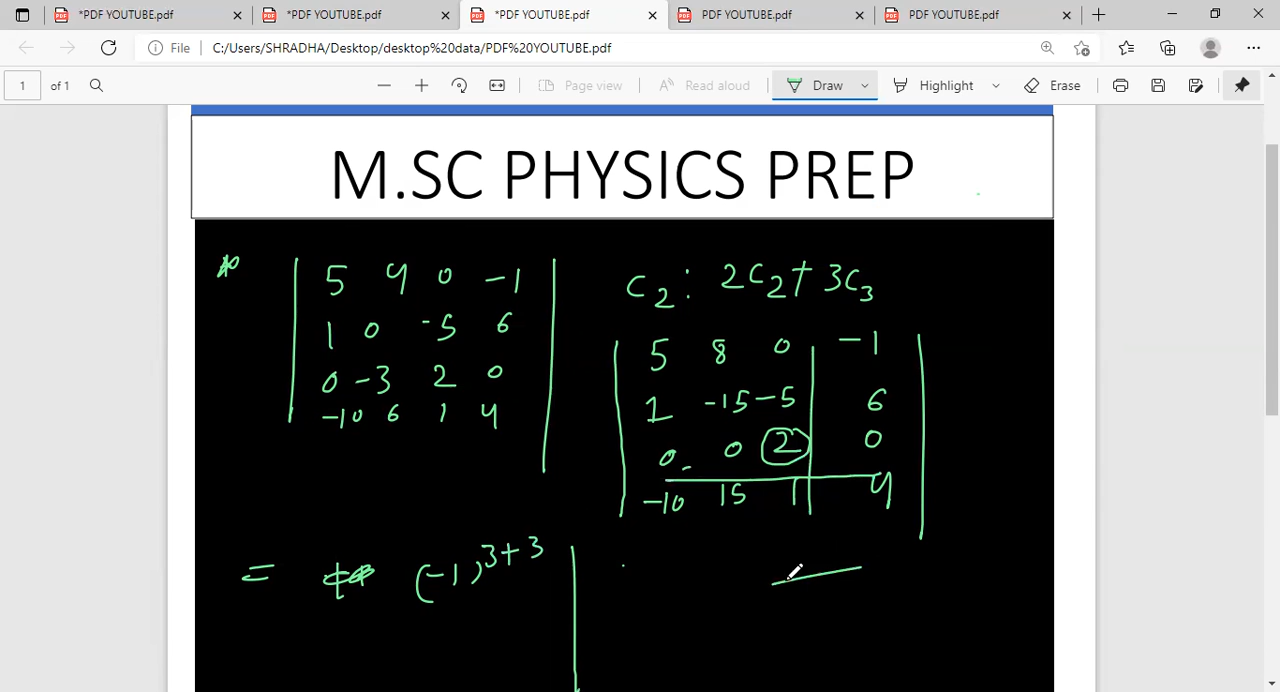 *PDF YOUTUBE.pdf *PDF YOUTUBE.pdf *PDF YOUTUBE.pdf PDF YOUTUBE.pdf PDF YOUTUBE.pdf
File C:/Users/SHRADHA/Desktop/desktop%20data/PDF%20YOUTUBE.pdf
1 of 1 Page view Read aloud Draw Highlight Erase
M.SC PHYSICS PREP
5 4 0 -1
1 0 -5 6
0 -3 2 0
-10 6 1 4
C2: 2C2+ 3C3
5 8 0 -1
1 -15 -5 6
0 0 2 0
-10 15 1 4
= (-1)^3+3